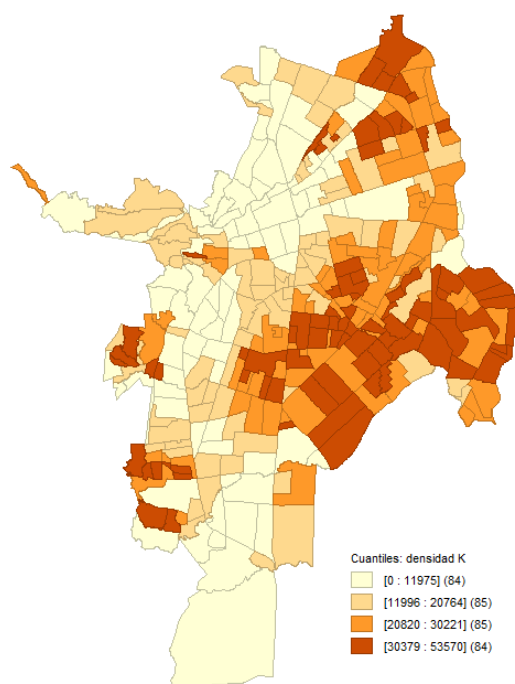 Cuantiles: densidad K
[0 : 11975] (84)
[11996 : 20764] (85)
[20820 : 30221] (85)
[30379 : 53570] (84)